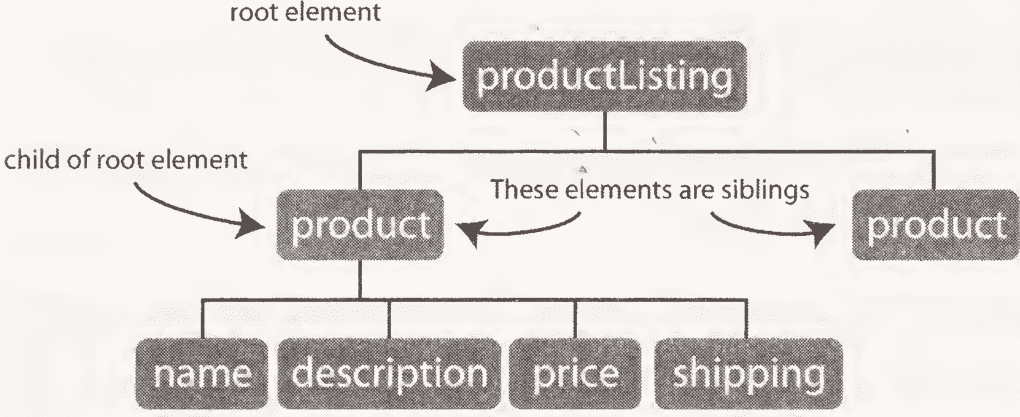 root element
productListing
child of root element
These elements are siblings
product
product
name
description
price
shipping